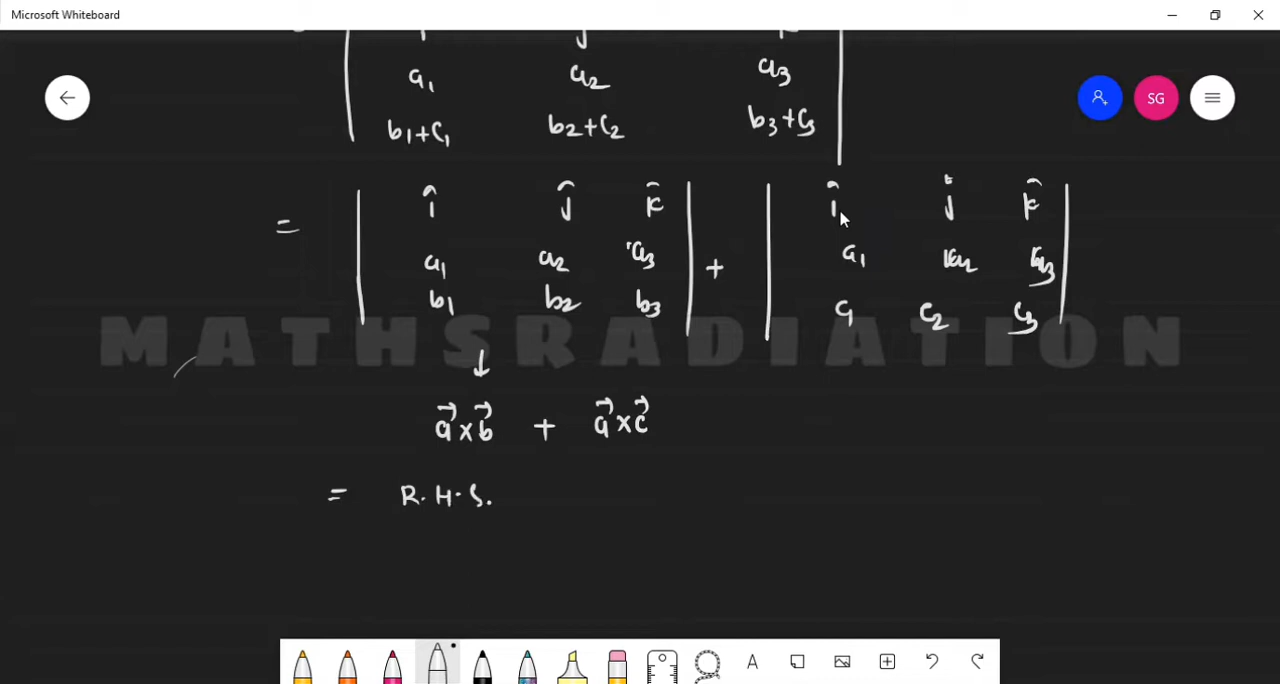 Microsoft Whiteboard
a₁ a₂ a₃
SG
b₁+c₁ b₂+c₂ b₃+c₃
= | î ĵ k̂ | + | î ĵ k̂ |
a₁ a₂ a₃ a₁ a₂ a₃
b₁ b₂ b₃ c₁ c₂ c₃
MATHSRADIATION
↓
a⃗×b⃗ + a⃗×c⃗
= R.H.S.
A